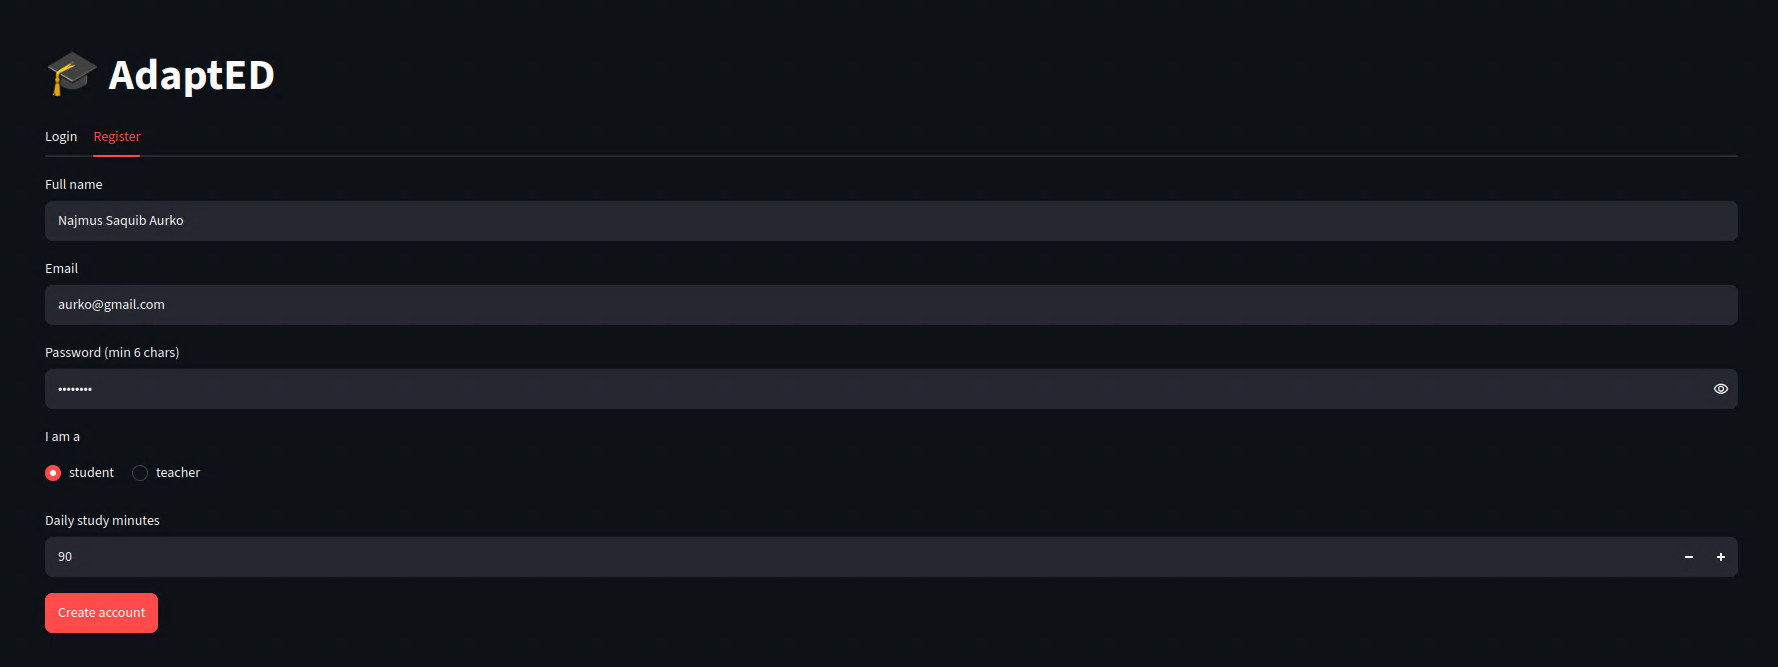 AdaptED
Login Register
Full name
Najmus Saquib Aurko
Email
aurko@gmail.com
Password (min 6 chars)
••••••••
I am a
student teacher
Daily study minutes
90
Create account